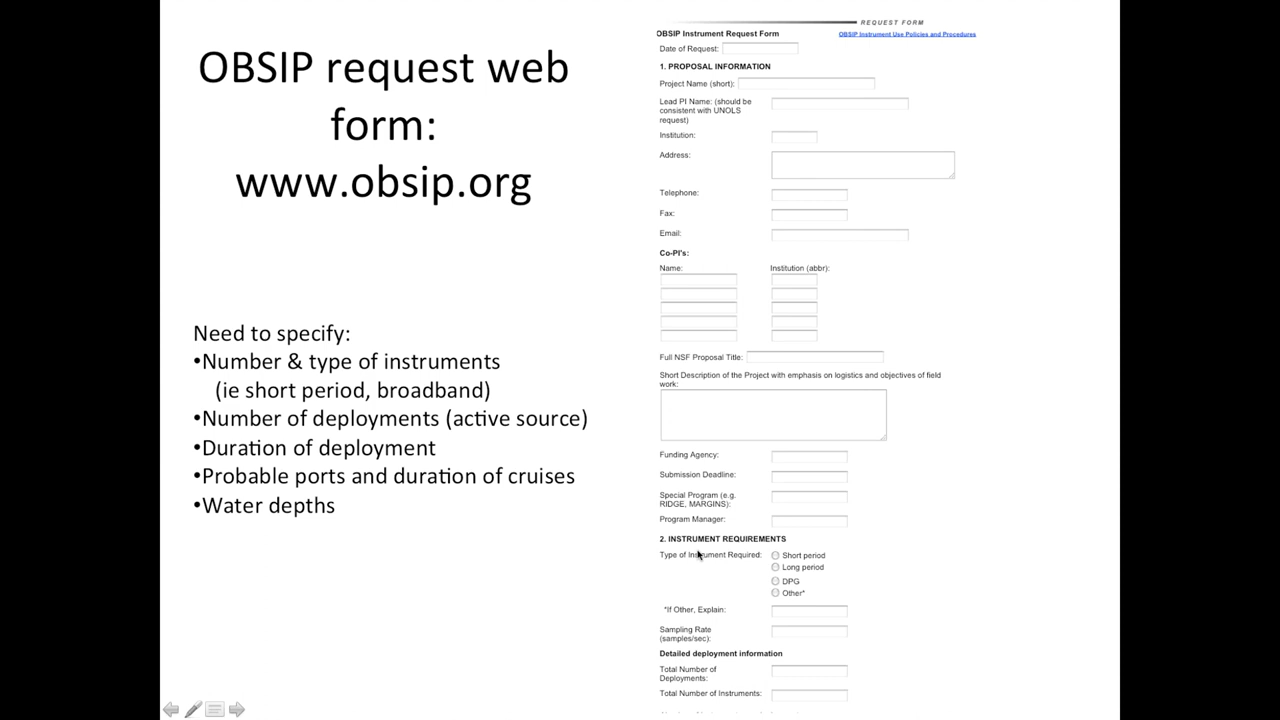 OBSIP request web
form:
www.obsip.org
Need to specify:
•Number & type of instruments
(ie short period, broadband)
•Number of deployments (active source)
•Duration of deployment
•Probable ports and duration of cruises
•Water depths
REQUEST FORM
OBSIP Instrument Request Form
OBSIP Instrument Use Policies and Procedures
Date of Request:
1. PROPOSAL INFORMATION
Project Name (short):
Lead PI Name: (should be
consistent with UNOLS
request)
Institution:
Address:
Telephone:
Fax:
Email:
Co-PI's:
Name: Institution (abbr):
Full NSF Proposal Title:
Short Description of the Project with emphasis on logistics and objectives of field
work:
Funding Agency:
Submission Deadline:
Special Program (e.g.
RIDGE, MARGINS):
Program Manager:
2. INSTRUMENT REQUIREMENTS
Type of Instrument Required: Short period
Long period
DPG
Other*
*If Other, Explain:
Sampling Rate
(samples/sec):
Detailed deployment information
Total Number of
Deployments:
Total Number of Instruments: